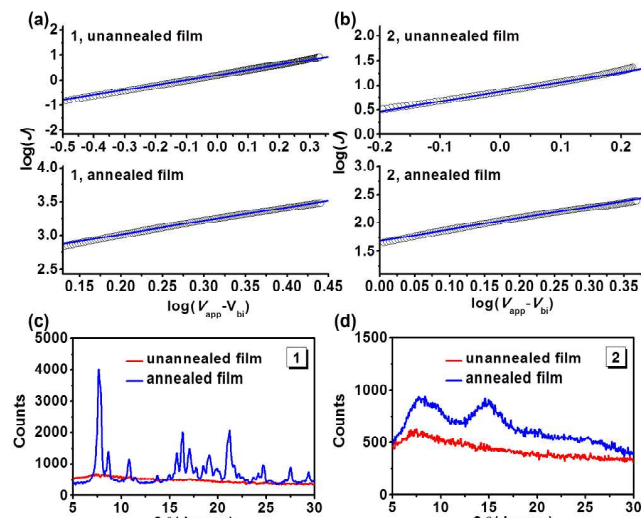 (a)
1, unannealed film
2
1
0
-1
-2
-0.5 -0.4 -0.3 -0.2 -0.1 0.0 0.1 0.2 0.3
log(J)
1, annealed film
4.0
3.5
3.0
2.5
0.15 0.20 0.25 0.30 0.35 0.40 0.45
log(Vapp-Vbi)
(b)
2, unannealed film
2.0
1.5
1.0
0.5
0.0
-0.2 -0.1 0.0 0.1 0.2
log(J)
2, annealed film
3.0
2.5
2.0
1.5
1.0
0.00 0.05 0.10 0.15 0.20 0.25 0.30 0.35
log(Vapp-Vbi)
(c)
unannealed film
annealed film
1
Counts
5000
4000
3000
2000
1000
0
5 10 15 20 25 30
(d)
unannealed film
annealed film
2
Counts
1500
1000
500
0
5 10 15 20 25 30